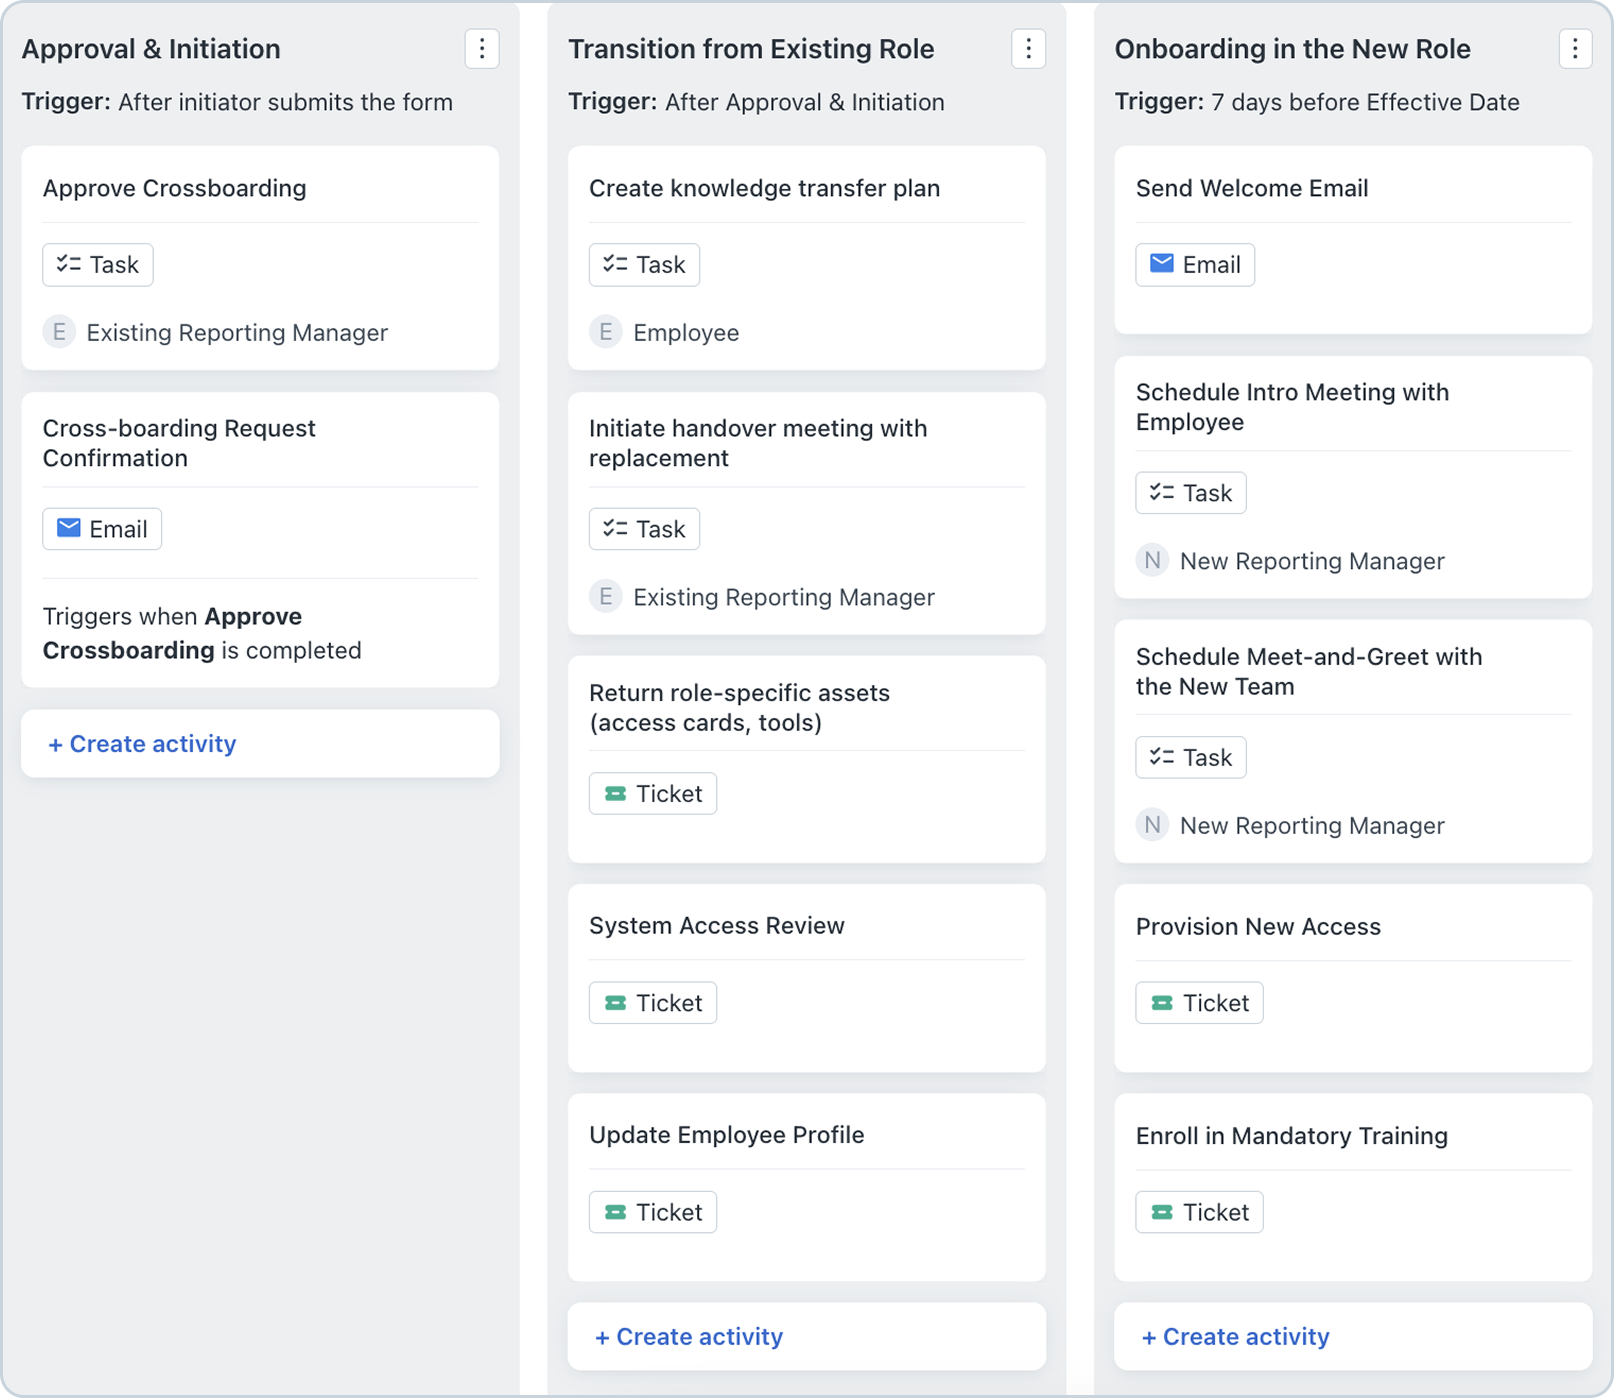 Approval & Initiation
Trigger: After initiator submits the form
Approve Crossboarding
Task
E Existing Reporting Manager
Cross-boarding Request
Confirmation
Email
Triggers when Approve
Crossboarding is completed
+ Create activity
Transition from Existing Role
Trigger: After Approval & Initiation
Create knowledge transfer plan
Task
E Employee
Initiate handover meeting with
replacement
Task
E Existing Reporting Manager
Return role-specific assets
(access cards, tools)
Ticket
System Access Review
Ticket
Update Employee Profile
Ticket
+ Create activity
Onboarding in the New Role
Trigger: 7 days before Effective Date
Send Welcome Email
Email
Schedule Intro Meeting with
Employee
Task
N New Reporting Manager
Schedule Meet-and-Greet with
the New Team
Task
N New Reporting Manager
Provision New Access
Ticket
Enroll in Mandatory Training
Ticket
+ Create activity